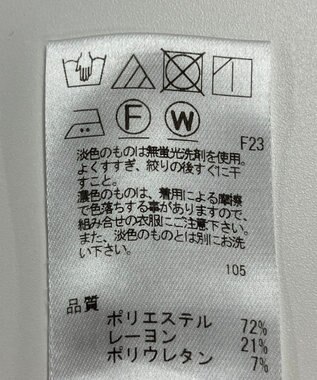 F W
F23
淡色のものは無蛍光洗剤を使用。
よくすすぎ、絞りの後すぐに干
すこと。
濃色のものは、着用による摩擦
で色落ちする事がありますので、
組み合せの衣服にご注意下さい。
また、淡色のものとは別にお洗
い下さい。
105
品質
ポリエステル 72%
レーヨン 21%
ポリウレタン 7%